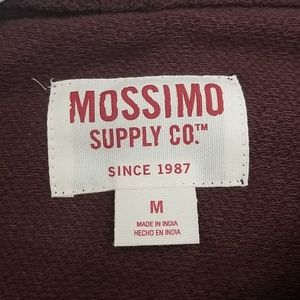 MOSSIMO
SUPPLY CO.™
SINCE 1987
M
MADE IN INDIA
HECHO EN INDIA